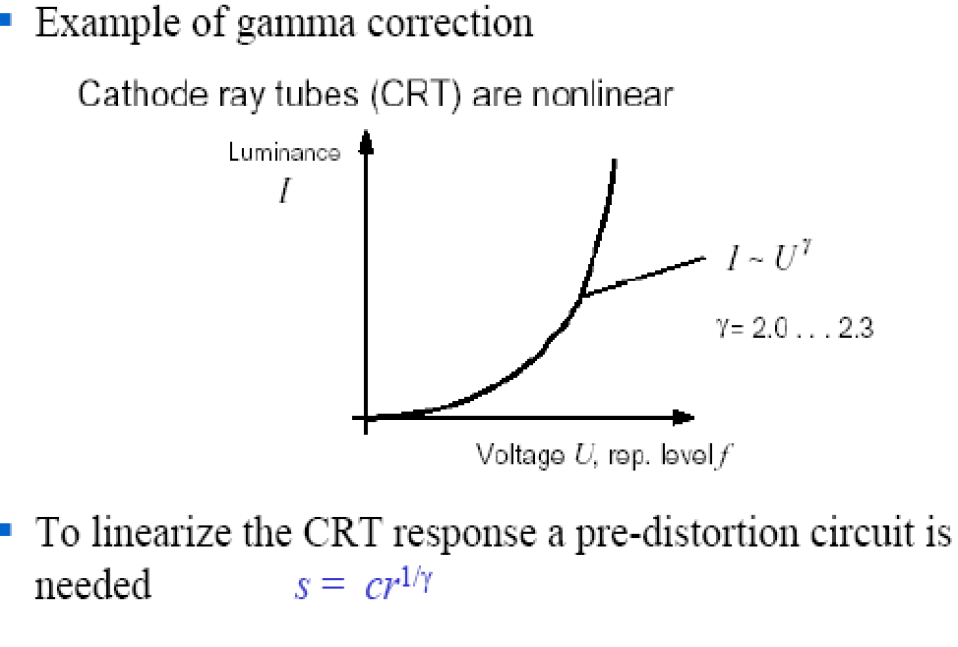 Example of gamma correction
Cathode ray tubes (CRT) are nonlinear
Luminance
I
I ~ U^γ
γ= 2.0 . . . 2.3
Voltage U, rep. level f
To linearize the CRT response a pre-distortion circuit is
needed s = cr^1/γ